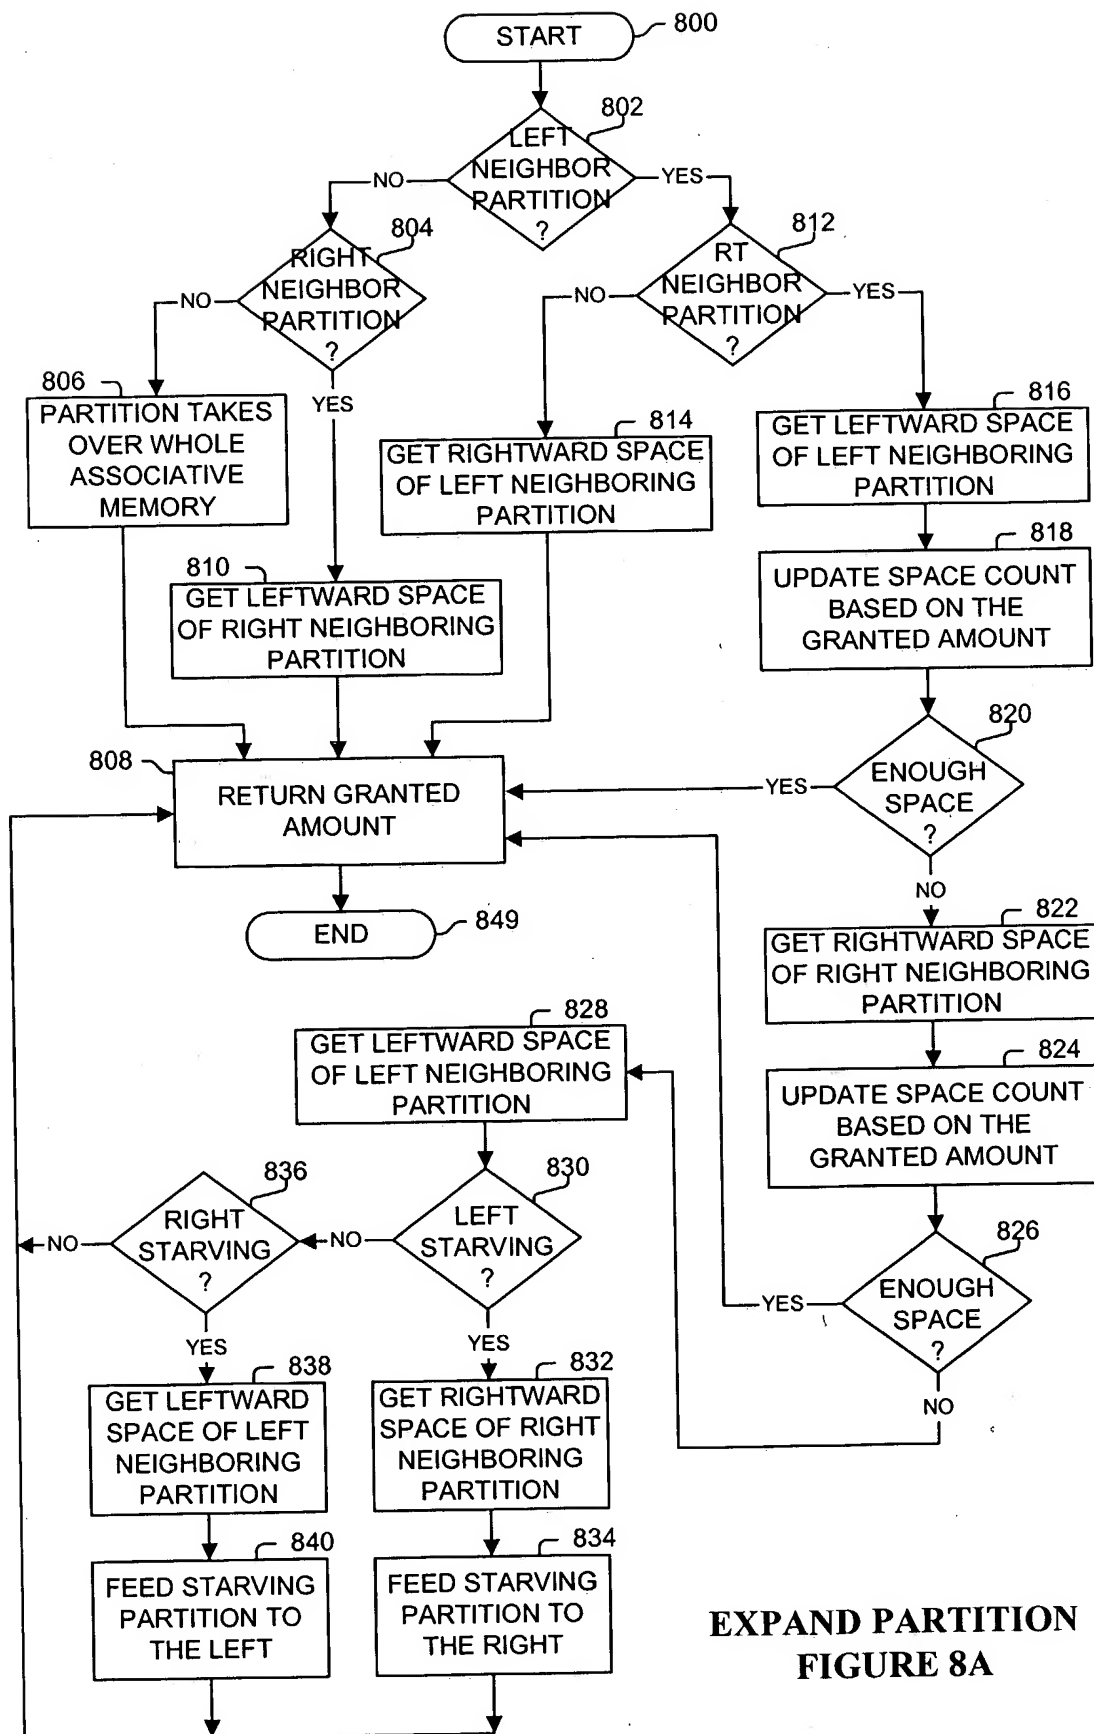 START
800
802
LEFT
NEIGHBOR
PARTITION
?
NO
YES
804
RIGHT
NEIGHBOR
PARTITION
?
812
RT
NEIGHBOR
PARTITION
?
NO
YES
NO
YES
806
PARTITION TAKES
OVER WHOLE
ASSOCIATIVE
MEMORY
814
GET RIGHTWARD SPACE
OF LEFT NEIGHBORING
PARTITION
816
GET LEFTWARD SPACE
OF LEFT NEIGHBORING
PARTITION
810
GET LEFTWARD SPACE
OF RIGHT NEIGHBORING
PARTITION
818
UPDATE SPACE COUNT
BASED ON THE
GRANTED AMOUNT
808
RETURN GRANTED
AMOUNT
820
ENOUGH
SPACE
?
YES
NO
END
849
822
GET RIGHTWARD SPACE
OF RIGHT NEIGHBORING
PARTITION
828
GET LEFTWARD SPACE
OF LEFT NEIGHBORING
PARTITION
824
UPDATE SPACE COUNT
BASED ON THE
GRANTED AMOUNT
836
RIGHT
STARVING
?
NO
830
LEFT
STARVING
?
NO
826
ENOUGH
SPACE
?
YES
NO
YES
YES
838
GET LEFTWARD
SPACE OF LEFT
NEIGHBORING
PARTITION
832
GET RIGHTWARD
SPACE OF RIGHT
NEIGHBORING
PARTITION
840
FEED STARVING
PARTITION TO
THE LEFT
834
FEED STARVING
PARTITION TO
THE RIGHT
EXPAND PARTITION
FIGURE 8A